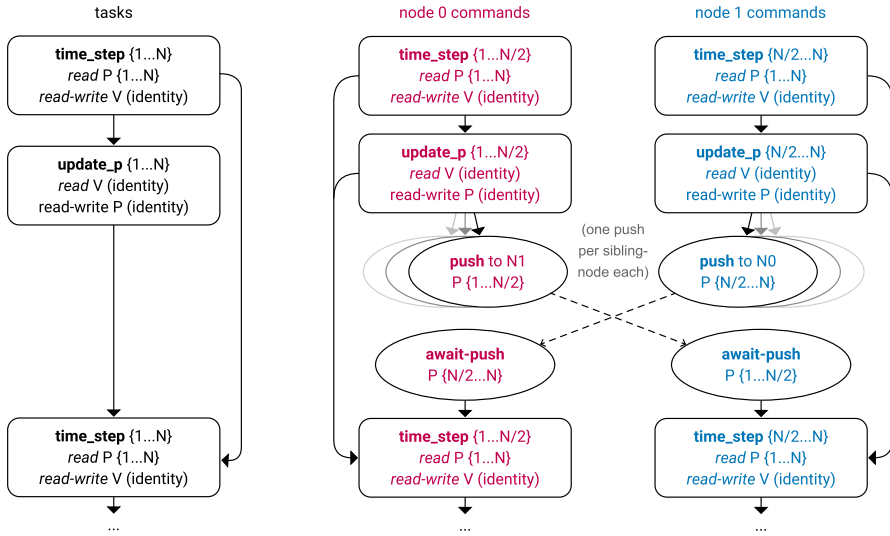 tasks
time_step {1...N}
read P {1...N}
read-write V (identity)
update_p {1...N}
read V (identity)
read-write P (identity)
time_step {1...N}
read P {1...N}
read-write V (identity)
...
node 0 commands
time_step {1...N/2}
read P {1...N}
read-write V (identity)
update_p {1...N/2}
read V (identity)
read-write P (identity)
push to N1
P {1...N/2}
await-push
P {N/2...N}
time_step {1...N/2}
read P {1...N}
read-write V (identity)
...
(one push
per sibling-
node each)
node 1 commands
time_step {N/2...N}
read P {1...N}
read-write V (identity)
update_p {N/2...N}
read V (identity)
read-write P (identity)
push to N0
P {N/2...N}
await-push
P {1...N/2}
time_step {N/2...N}
read P {1...N}
read-write V (identity)
...